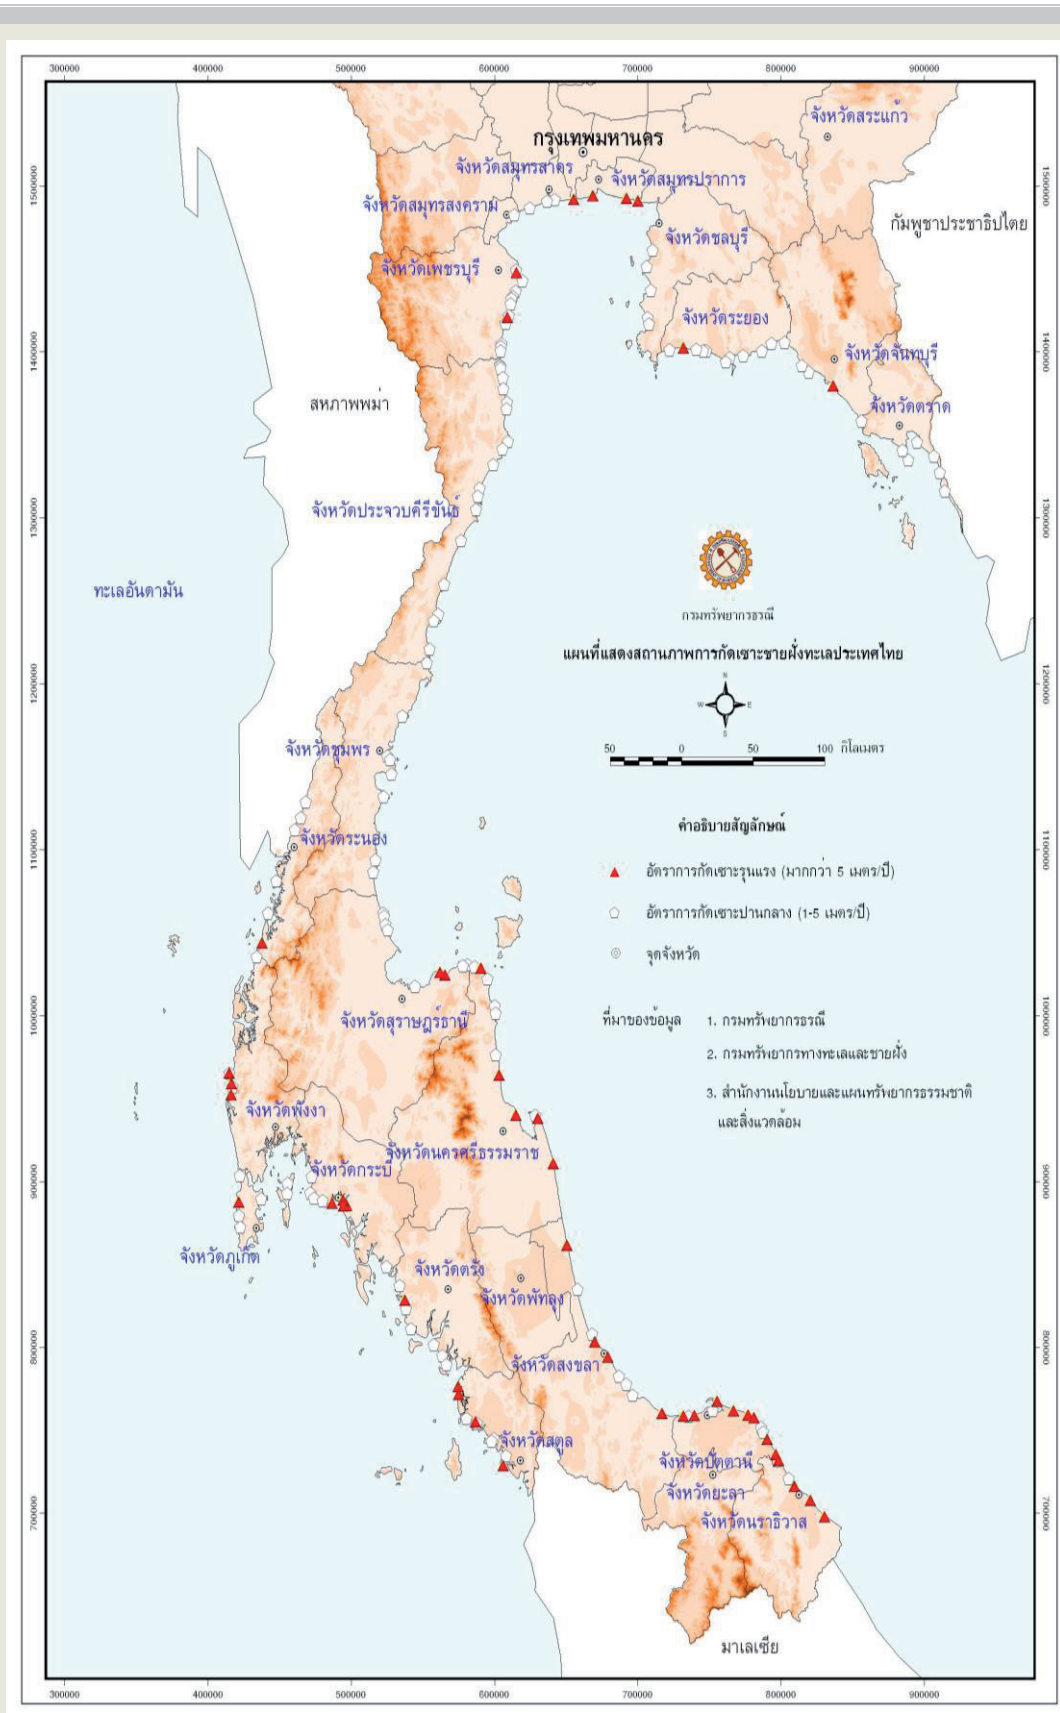 300000 400000 500000 600000 700000 800000 900000
จังหวัดสระแก้ว
กรุงเทพมหานคร
จังหวัดสมุทรสาคร
จังหวัดสมุทรปราการ
1500000
1500000
จังหวัดสมุทรสงคราม
กัมพูชาประชาธิปไตย
จังหวัดชลบุรี
จังหวัดเพชรบุรี
จังหวัดระยอง
1400000
1400000
จังหวัดจันทบุรี
สหภาพพม่า
จังหวัดตราด
จังหวัดประจวบคีรีขันธ์
1300000
1300000
ทะเลอันดามัน
กรมทรัพยากรธรณี
แผนที่แสดงสถานภาพการกัดเซาะชายฝั่งทะเลประเทศไทย
1200000
1200000
N
W E
S
จังหวัดชุมพร
50 0 50 100 กิโลเมตร
คำอธิบายสัญลักษณ์
จังหวัดระนอง
1100000
1100000
อัตราการกัดเซาะรุนแรง (มากกว่า 5 เมตร/ปี)
อัตราการกัดเซาะปานกลาง (1-5 เมตร/ปี)
จุดจังหวัด
1000000
1000000
จังหวัดสุราษฎร์ธานี
ที่มาของข้อมูล 1. กรมทรัพยากรธรณี
2. กรมทรัพยากรทางทะเลและชายฝั่ง
3. สำนักงานนโยบายและแผนทรัพยากรธรรมชาติ
และสิ่งแวดล้อม
จังหวัดพังงา
จังหวัดนครศรีธรรมราช
จังหวัดกระบี่
900000
900000
จังหวัดภูเก็ต
จังหวัดตรัง
จังหวัดพัทลุง
800000
800000
จังหวัดสงขลา
จังหวัดสตูล
จังหวัดปัตตานี
จังหวัดยะลา
700000
700000
จังหวัดนราธิวาส
มาเลเซีย
300000 400000 500000 600000 700000 800000 900000